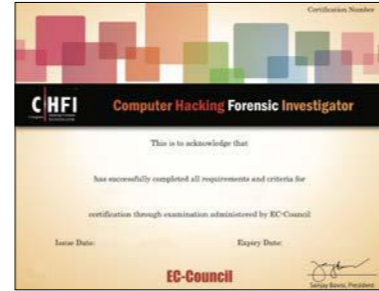 Certification Number
CHFI
Computer Hacking Forensic Investigator
This is to acknowledge that
has successfully completed all requirements and criteria for
certification through examination administered by EC-Council
Issue Date:
Expiry Date:
EC-Council
Sanjay Bavisi, President